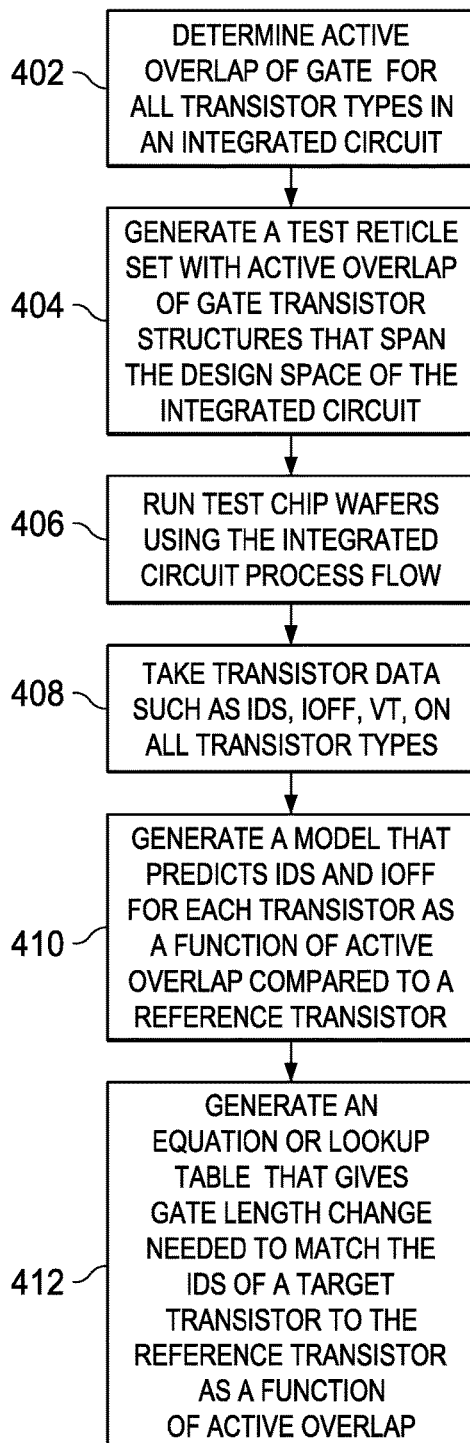 402
DETERMINE ACTIVE
OVERLAP OF GATE FOR
ALL TRANSISTOR TYPES IN
AN INTEGRATED CIRCUIT
404
GENERATE A TEST RETICLE
SET WITH ACTIVE OVERLAP
OF GATE TRANSISTOR
STRUCTURES THAT SPAN
THE DESIGN SPACE OF THE
INTEGRATED CIRCUIT
406
RUN TEST CHIP WAFERS
USING THE INTEGRATED
CIRCUIT PROCESS FLOW
408
TAKE TRANSISTOR DATA
SUCH AS IDS, IOFF, VT, ON
ALL TRANSISTOR TYPES
410
GENERATE A MODEL THAT
PREDICTS IDS AND IOFF
FOR EACH TRANSISTOR AS
A FUNCTION OF ACTIVE
OVERLAP COMPARED TO A
REFERENCE TRANSISTOR
412
GENERATE AN
EQUATION OR LOOKUP
TABLE THAT GIVES
GATE LENGTH CHANGE
NEEDED TO MATCH THE
IDS OF A TARGET
TRANSISTOR TO THE
REFERENCE TRANSISTOR
AS A FUNCTION
OF ACTIVE OVERLAP